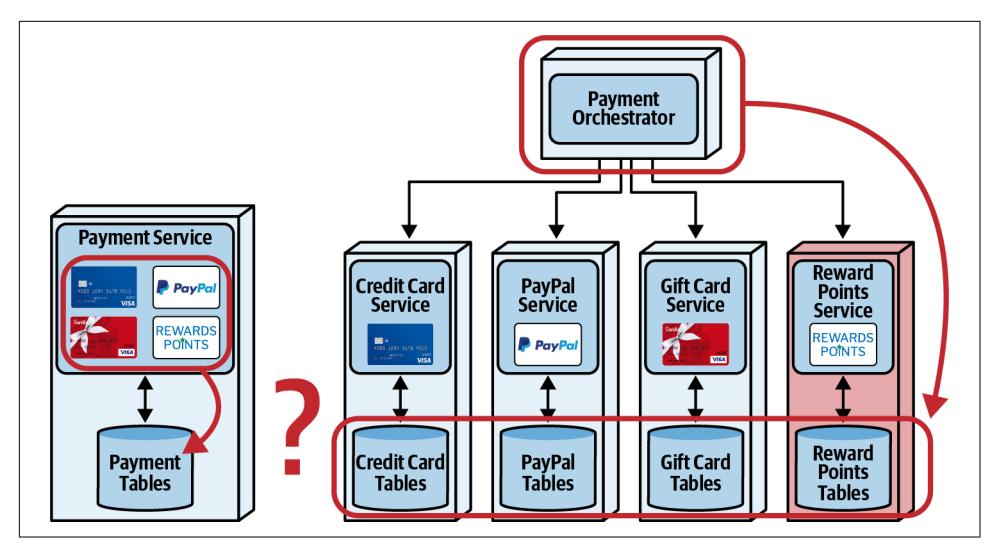 Payment
Orchestrator
Payment Service
PayPal
VISA
VISA
REWARDS
POINTS
Payment
Tables
?
Credit Card
Service
VISA
PayPal
Service
PayPal
Gift Card
Service
VISA
Reward
Points
Service
REWARDS
POINTS
Credit Card
Tables
PayPal
Tables
Gift Card
Tables
Reward
Points
Tables